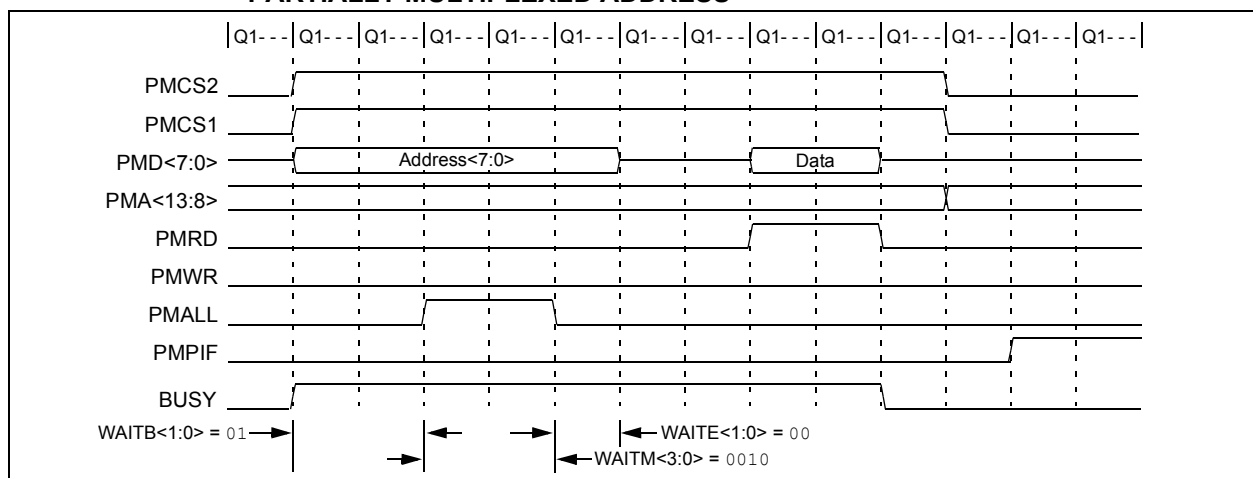 PARTIALLY MULTIPLEXED ADDRESS
Q1- - - Q1- - - Q1- - - Q1- - - Q1- - - Q1- - - Q1- - - Q1- - - Q1- - - Q1- - - Q1- - - Q1- - - Q1- - - Q1- - -
PMCS2
PMCS1
PMD<7:0> Address<7:0> Data
PMA<13:8>
PMRD
PMWR
PMALL
PMPIF
BUSY
WAITB<1:0> = 01 WAITE<1:0> = 00
WAITM<3:0> = 0010